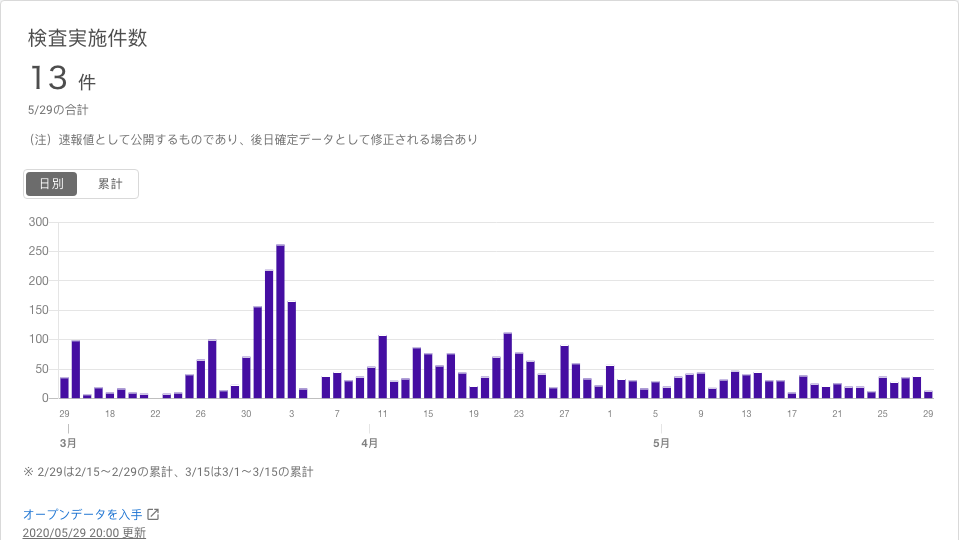 検査実施件数
13 件
5/29の合計
（注）速報値として公開するものであり、後日確定データとして修正される場合あり
日別 累計
300
250
200
150
100
50
0
29 18 22 26 30 3 7 11 15 19 23 27 1 5 9 13 17 21 25 29
3月 4月 5月
※ 2/29は2/15〜2/29の累計、3/15は3/1〜3/15の累計
オープンデータを入手
2020/05/29 20:00 更新